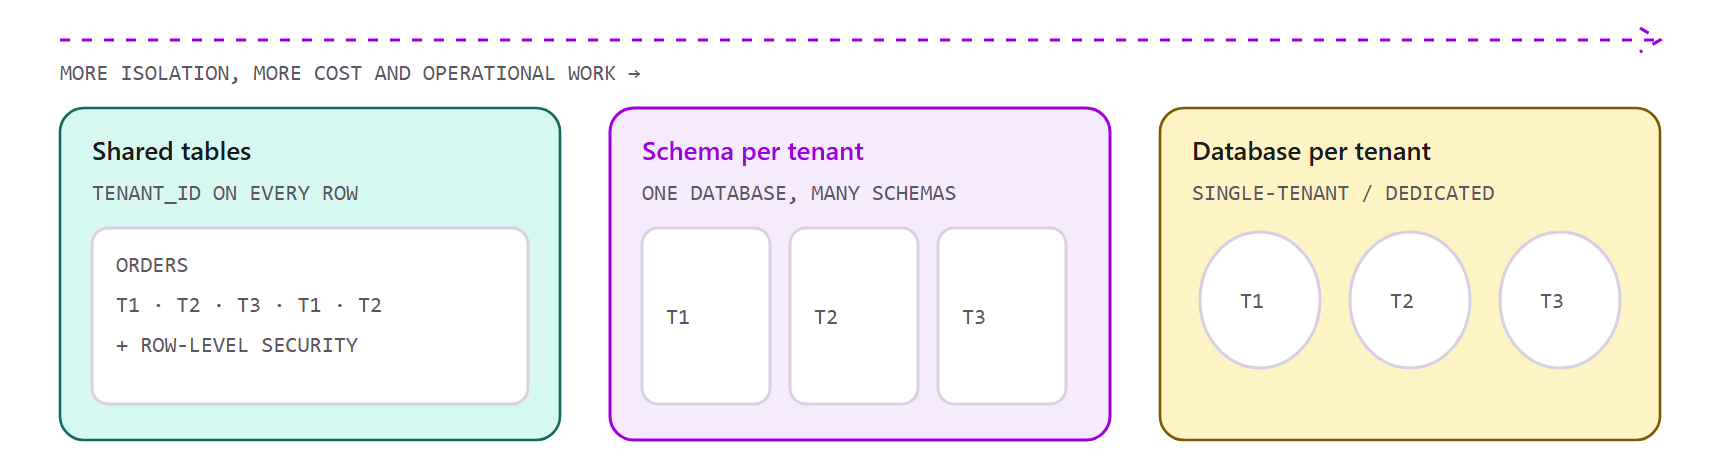 MORE ISOLATION, MORE COST AND OPERATIONAL WORK →
Shared tables
TENANT_ID ON EVERY ROW
ORDERS
T1 · T2 · T3 · T1 · T2
+ ROW-LEVEL SECURITY
Schema per tenant
ONE DATABASE, MANY SCHEMAS
T1
T2
T3
Database per tenant
SINGLE-TENANT / DEDICATED
T1
T2
T3